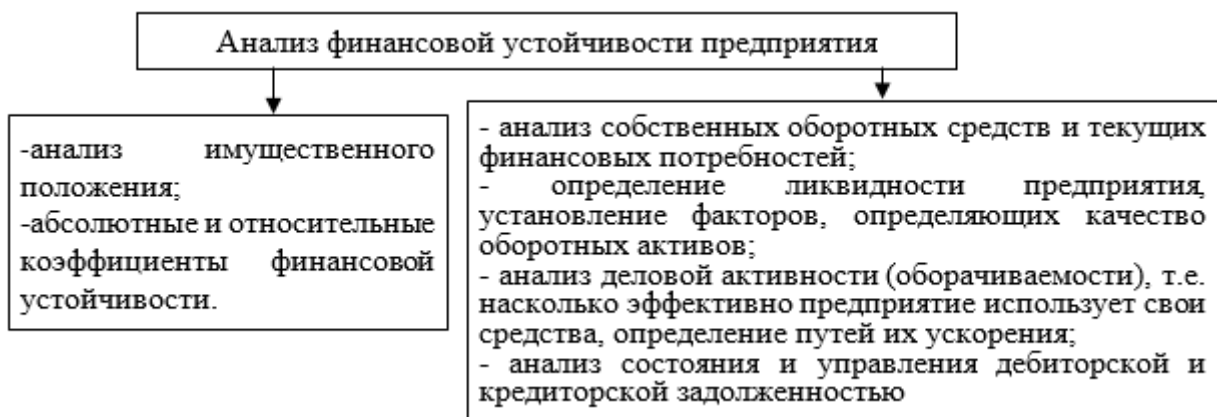 Анализ финансовой устойчивости предприятия
-анализ имущественного
положения;
-абсолютные и относительные
коэффициенты финансовой
устойчивости.
- анализ собственных оборотных средств и текущих
финансовых потребностей;
- определение ликвидности предприятия,
установление факторов, определяющих качество
оборотных активов;
- анализ деловой активности (оборачиваемости), т.е.
насколько эффективно предприятие использует свои
средства, определение путей их ускорения;
- анализ состояния и управления дебиторской и
кредиторской задолженностью